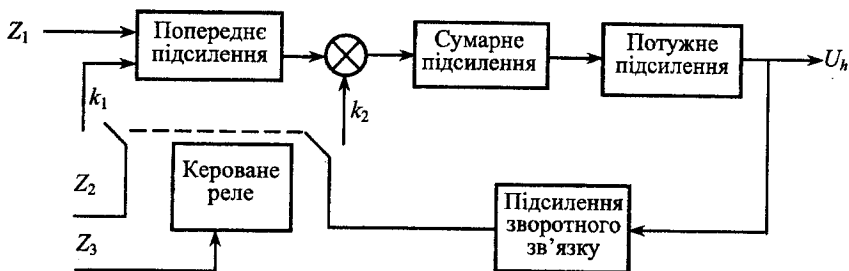 Z₁
Попереднє
підсилення
Сумарне
підсилення
Потужне
підсилення
Uₕ
k₁
k₂
Z₂
Кероване
реле
Z₃
Підсилення
зворотного
зв'язку